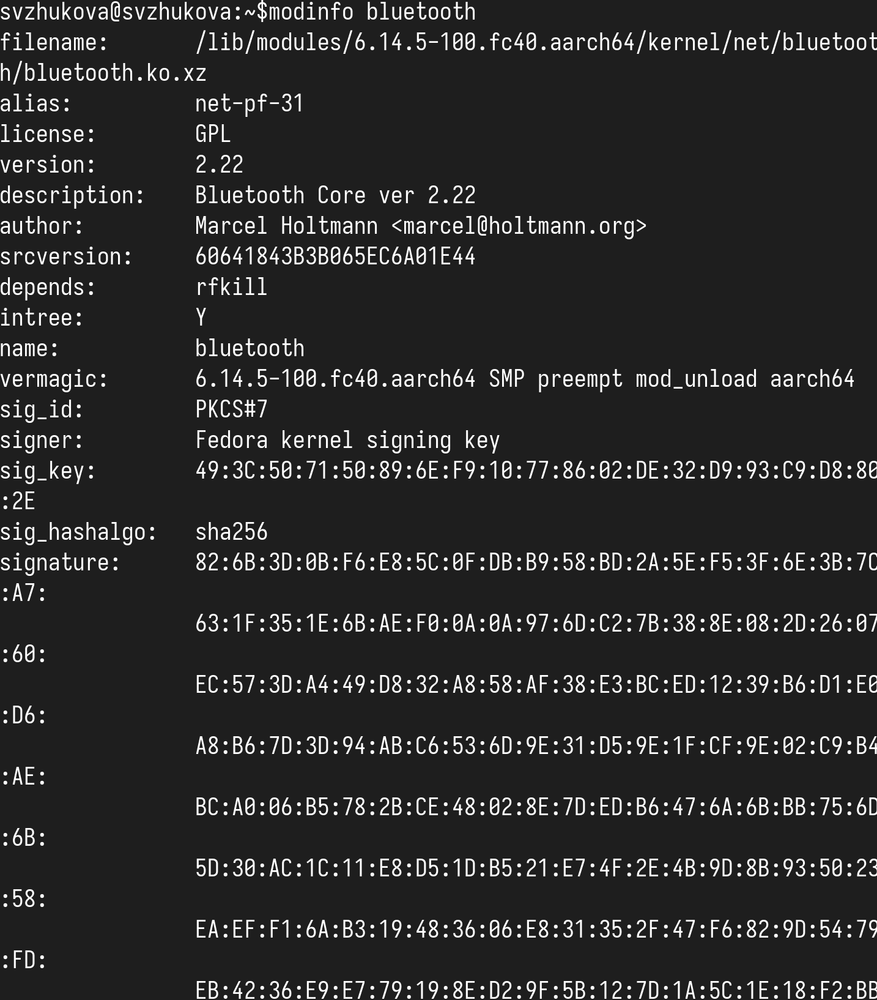 svzhukova@svzhukova:~$modinfo bluetooth
filename:       /lib/modules/6.14.5-100.fc40.aarch64/kernel/net/bluetoot
h/bluetooth.ko.xz
alias:          net-pf-31
license:        GPL
version:        2.22
description:    Bluetooth Core ver 2.22
author:         Marcel Holtmann <marcel@holtmann.org>
srcversion:     60641843B3B065EC6A01E44
depends:        rfkill
intree:         Y
name:           bluetooth
vermagic:       6.14.5-100.fc40.aarch64 SMP preempt mod_unload aarch64
sig_id:         PKCS#7
signer:         Fedora kernel signing key
sig_key:        49:3C:50:71:50:89:6E:F9:10:77:86:02:DE:32:D9:93:C9:D8:80
:2E
sig_hashalgo:   sha256
signature:      82:6B:3D:0B:F6:E8:5C:0F:DB:B9:58:BD:2A:5E:F5:3F:6E:3B:7C
:A7:
                63:1F:35:1E:6B:AE:F0:0A:0A:97:6D:C2:7B:38:8E:08:2D:26:07
:60:
                EC:57:3D:A4:49:D8:32:A8:58:AF:38:E3:BC:ED:12:39:B6:D1:E0
:D6:
                A8:B6:7D:3D:94:AB:C6:53:6D:9E:31:D5:9E:1F:CF:9E:02:C9:B4
:AE:
                BC:A0:06:B5:78:2B:CE:48:02:8E:7D:ED:B6:47:6A:6B:BB:75:6D
:6B:
                5D:30:AC:1C:11:E8:D5:1D:B5:21:E7:4F:2E:4B:9D:8B:93:50:23
:58:
                EA:EF:F1:6A:B3:19:48:36:06:E8:31:35:2F:47:F6:82:9D:54:79
:FD:
                EB:42:36:E9:E7:79:19:8E:D2:9F:5B:12:7D:1A:5C:1E:18:F2:BB